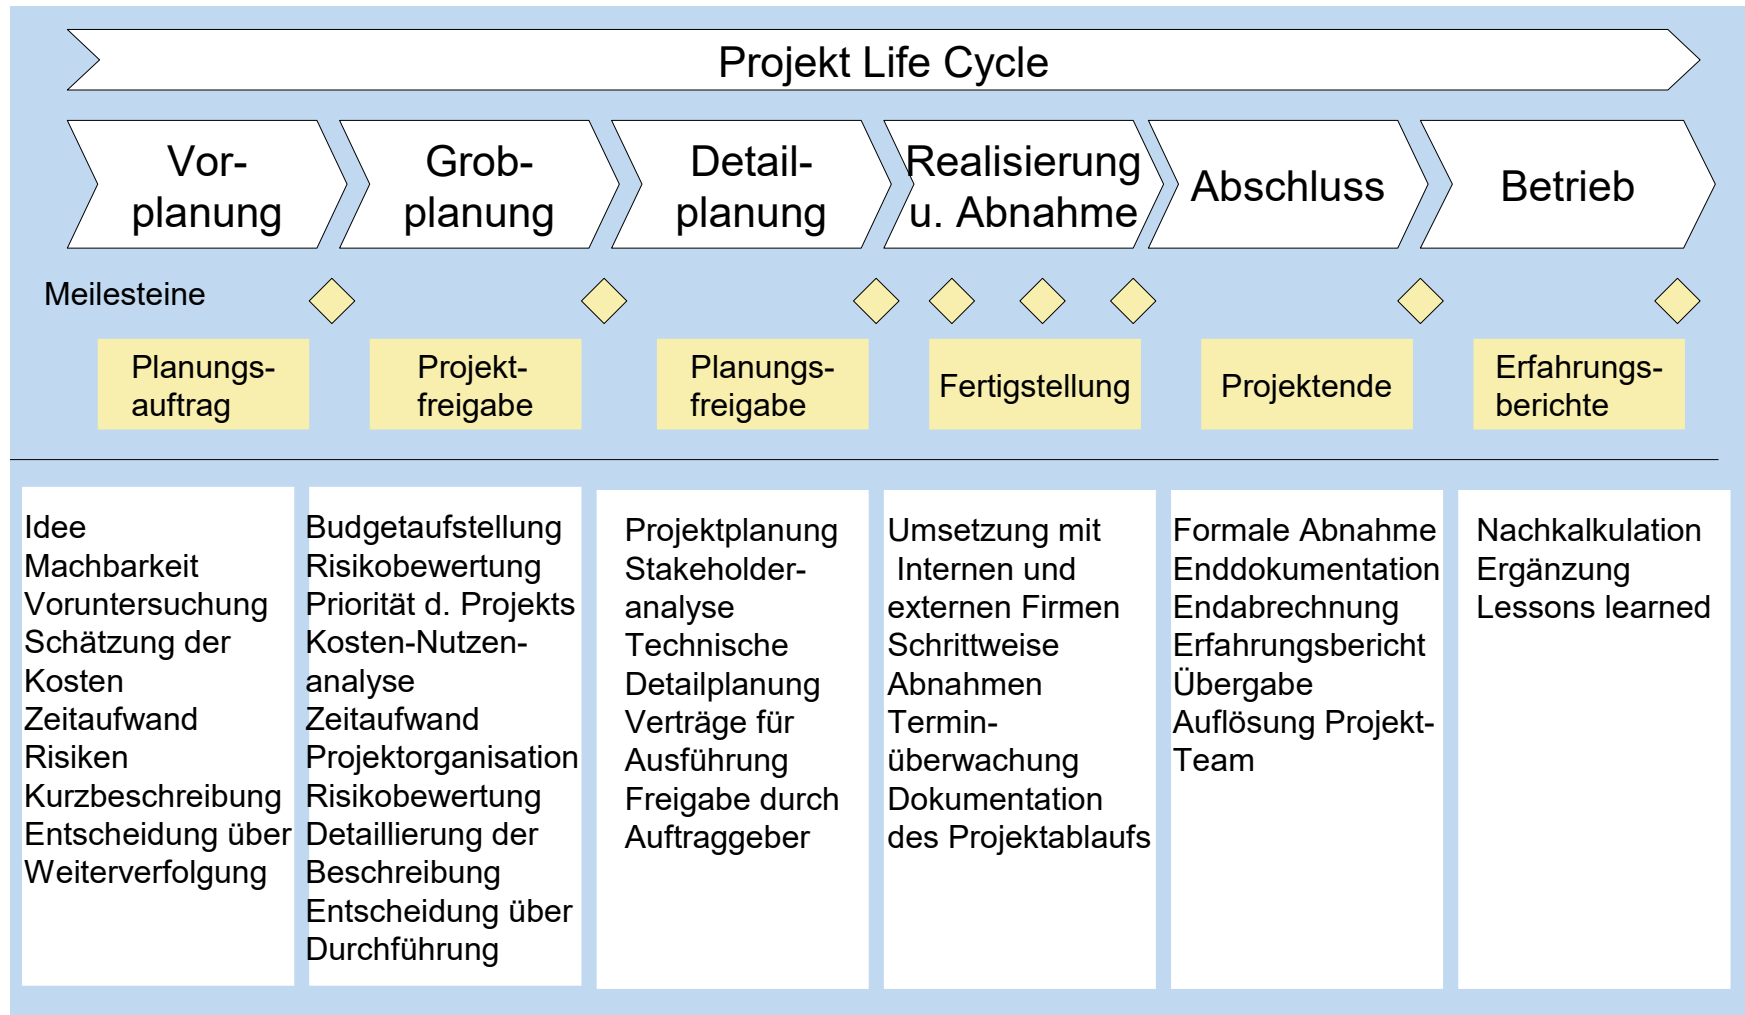 Projekt Life Cycle
Vor-
planung
Grob-
planung
Detail-
planung
Realisierung
u. Abnahme
Abschluss
Betrieb
Meilesteine
Planungs-
auftrag
Projekt-
freigabe
Planungs-
freigabe
Fertigstellung
Projektende
Erfahrungs-
berichte
Idee
Machbarkeit
Voruntersuchung
Schätzung der
Kosten
Zeitaufwand
Risiken
Kurzbeschreibung
Entscheidung über
Weiterverfolgung
Budgetaufstellung
Risikobewertung
Priorität d. Projekts
Kosten-Nutzen-
analyse
Zeitaufwand
Projektorganisation
Risikobewertung
Detaillierung der
Beschreibung
Entscheidung über
Durchführung
Projektplanung
Stakeholder-
analyse
Technische
Detailplanung
Verträge für
Ausführung
Freigabe durch
Auftraggeber
Umsetzung mit
Internen und
externen Firmen
Schrittweise
Abnahmen
Termin-
überwachung
Dokumentation
des Projektablaufs
Formale Abnahme
Enddokumentation
Endabrechnung
Erfahrungsbericht
Übergabe
Auflösung Projekt-
Team
Nachkalkulation
Ergänzung
Lessons learned